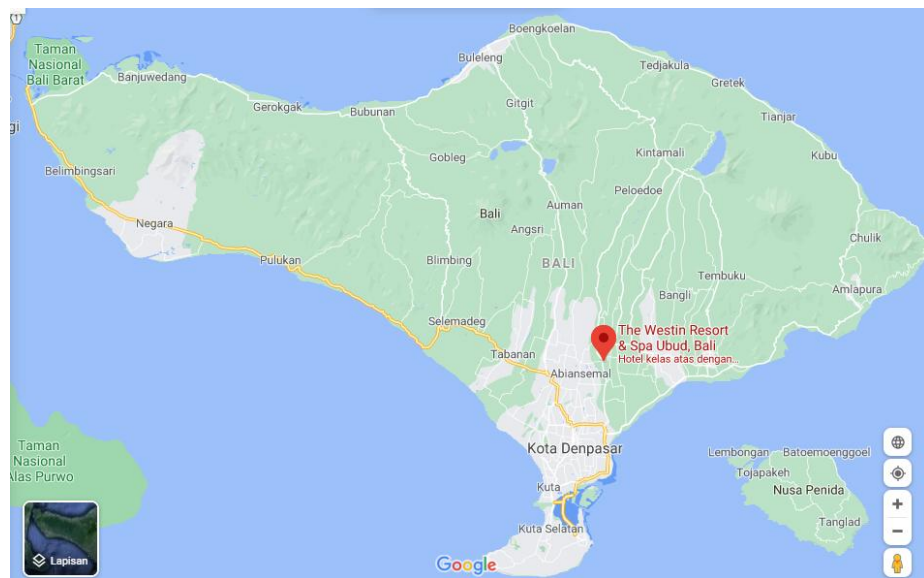 1
Boengkoelan
Taman
Nasional
Bali Barat
Buleleng
Tedjakula
Banjuwedang
Gretek
Gerokgak
Bubunan
Gitgit
Tianjar
gi
Gobleg
Kintamali
Kubu
Belimbingsari
Peloedoe
Auman
Negara
Bali
Angsri
Chulik
Pulukan
Blimbing
BALI
Tembuku
Amlapura
Bangli
Selemadeg
The Westin Resort
& Spa Ubud, Bali
Hotel kelas atas dengan...
Tabanan
Abiansemal
Taman
Nasional
Alas Purwo
Kota Denpasar
Lembongan
Batoemoenggoel
Tojapakeh
Kuta
Nusa Penida
Kuta Selatan
Tanglad
Lapisan
Google